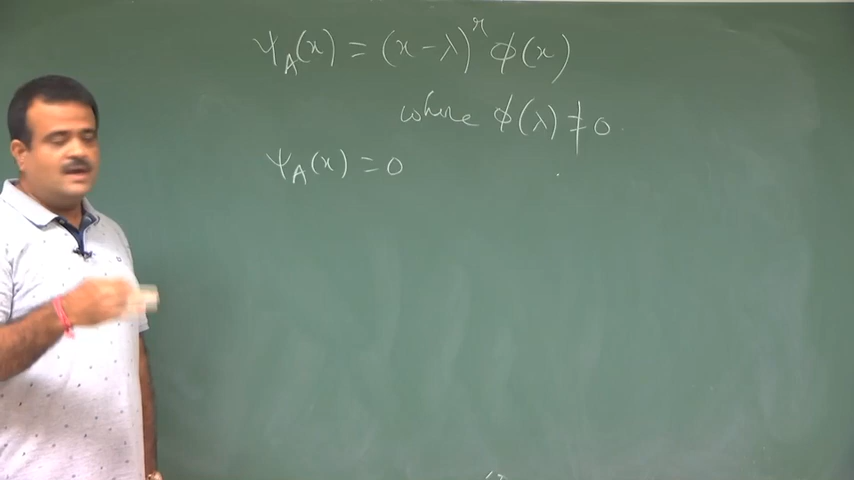 ψ_A(x) = (x-λ)^r ϕ(x)
where ϕ(λ) ≠ 0
ψ_A(x) = 0